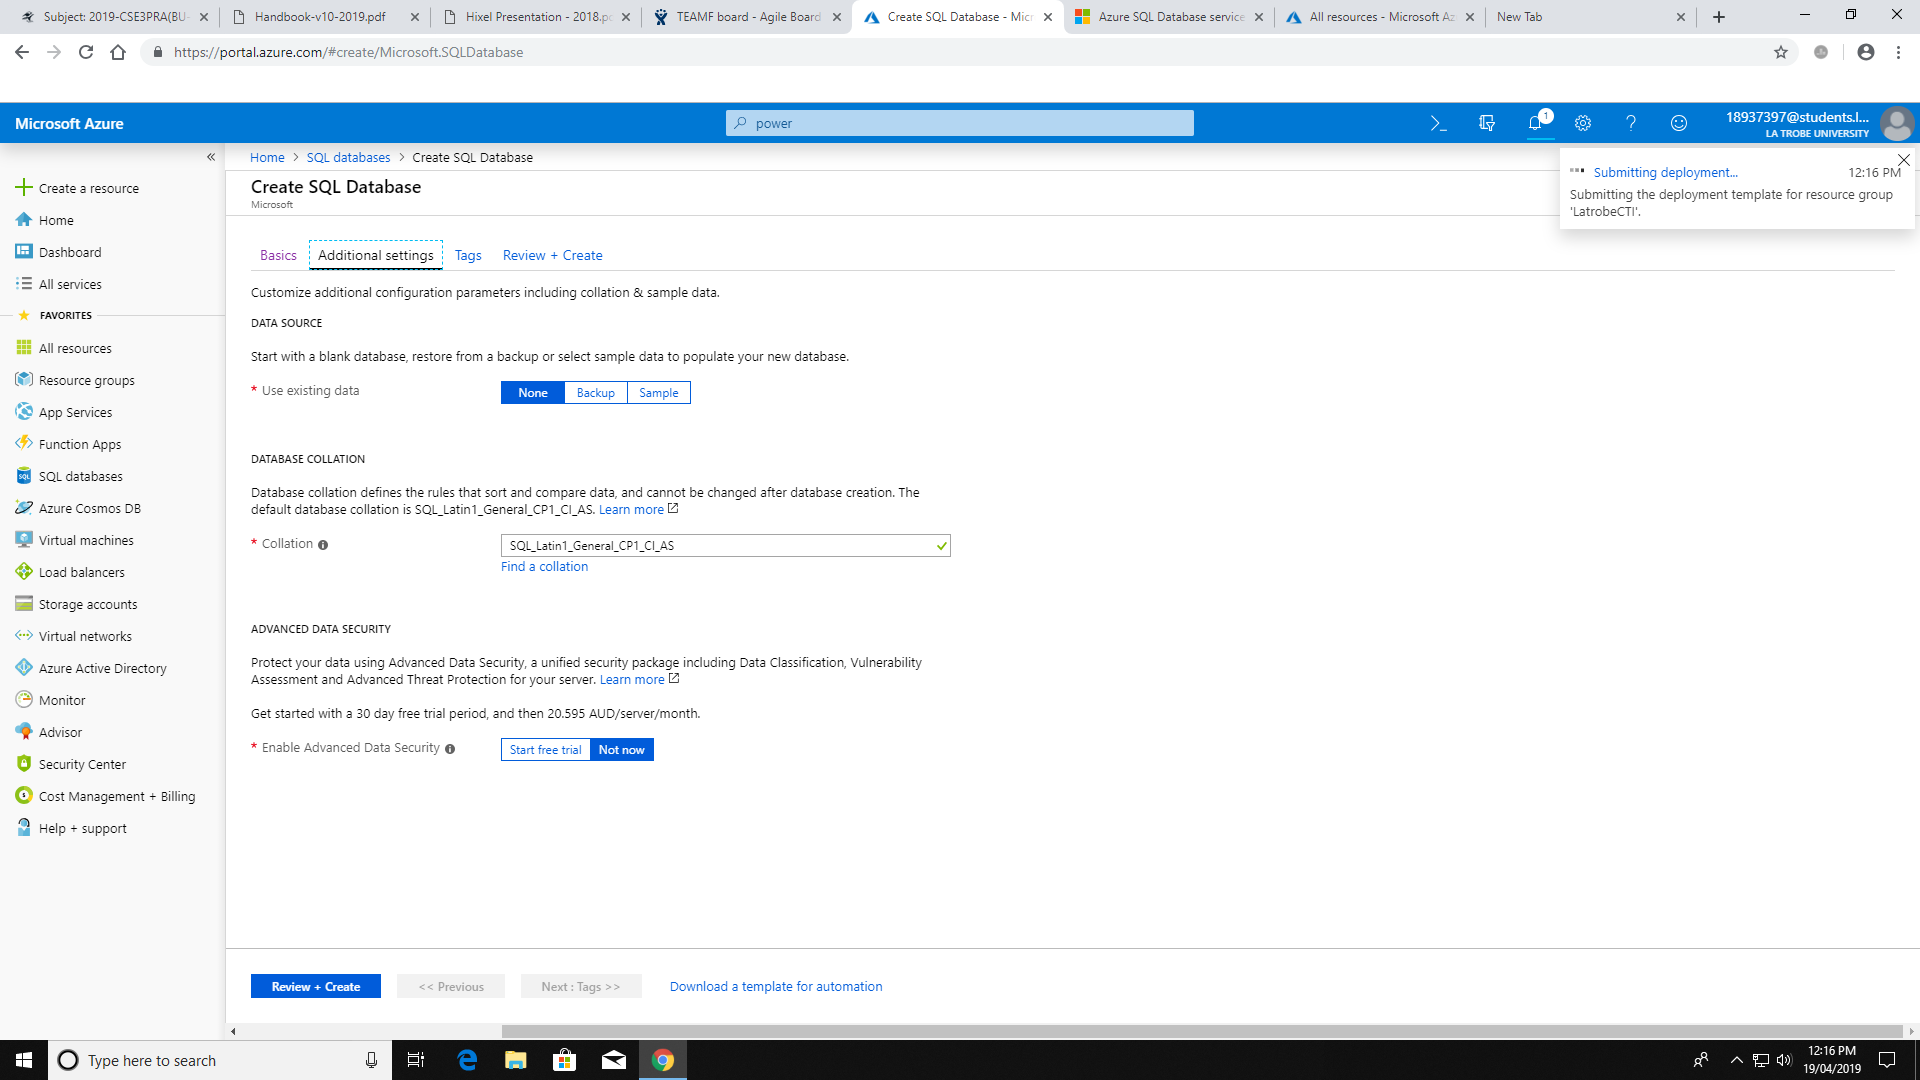 Subject: 2019-CSE3PRA(BU-
Handbook-v10-2019.pdf
Hixel Presentation - 2018.p
TEAMF board - Agile Board
Create SQL Database - Micr
Azure SQL Database service
All resources - Microsoft Az
New Tab
https://portal.azure.com/#create/Microsoft.SQLDatabase
Microsoft Azure
power
1
18937397@students.l...
LA TROBE UNIVERSITY
Home > SQL databases > Create SQL Database
Create SQL Database
Microsoft
Submitting deployment...
12:16 PM
Submitting the deployment template for resource group
'LatrobeCTI'.
Create a resource
Home
Dashboard
All services
FAVORITES
All resources
Resource groups
App Services
Function Apps
SQL databases
Azure Cosmos DB
Virtual machines
Load balancers
Storage accounts
Virtual networks
Azure Active Directory
Monitor
Advisor
Security Center
Cost Management + Billing
Help + support
Basics
Additional settings
Tags
Review + Create
Customize additional configuration parameters including collation & sample data.
DATA SOURCE
Start with a blank database, restore from a backup or select sample data to populate your new database.
* Use existing data
None
Backup
Sample
DATABASE COLLATION
Database collation defines the rules that sort and compare data, and cannot be changed after database creation. The
default database collation is SQL_Latin1_General_CP1_CI_AS. Learn more
* Collation
SQL_Latin1_General_CP1_CI_AS
Find a collation
ADVANCED DATA SECURITY
Protect your data using Advanced Data Security, a unified security package including Data Classification, Vulnerability
Assessment and Advanced Threat Protection for your server. Learn more
Get started with a 30 day free trial period, and then 20.595 AUD/server/month.
* Enable Advanced Data Security
Start free trial
Not now
Review + Create
<< Previous
Next : Tags >>
Download a template for automation
Type here to search
12:16 PM
19/04/2019